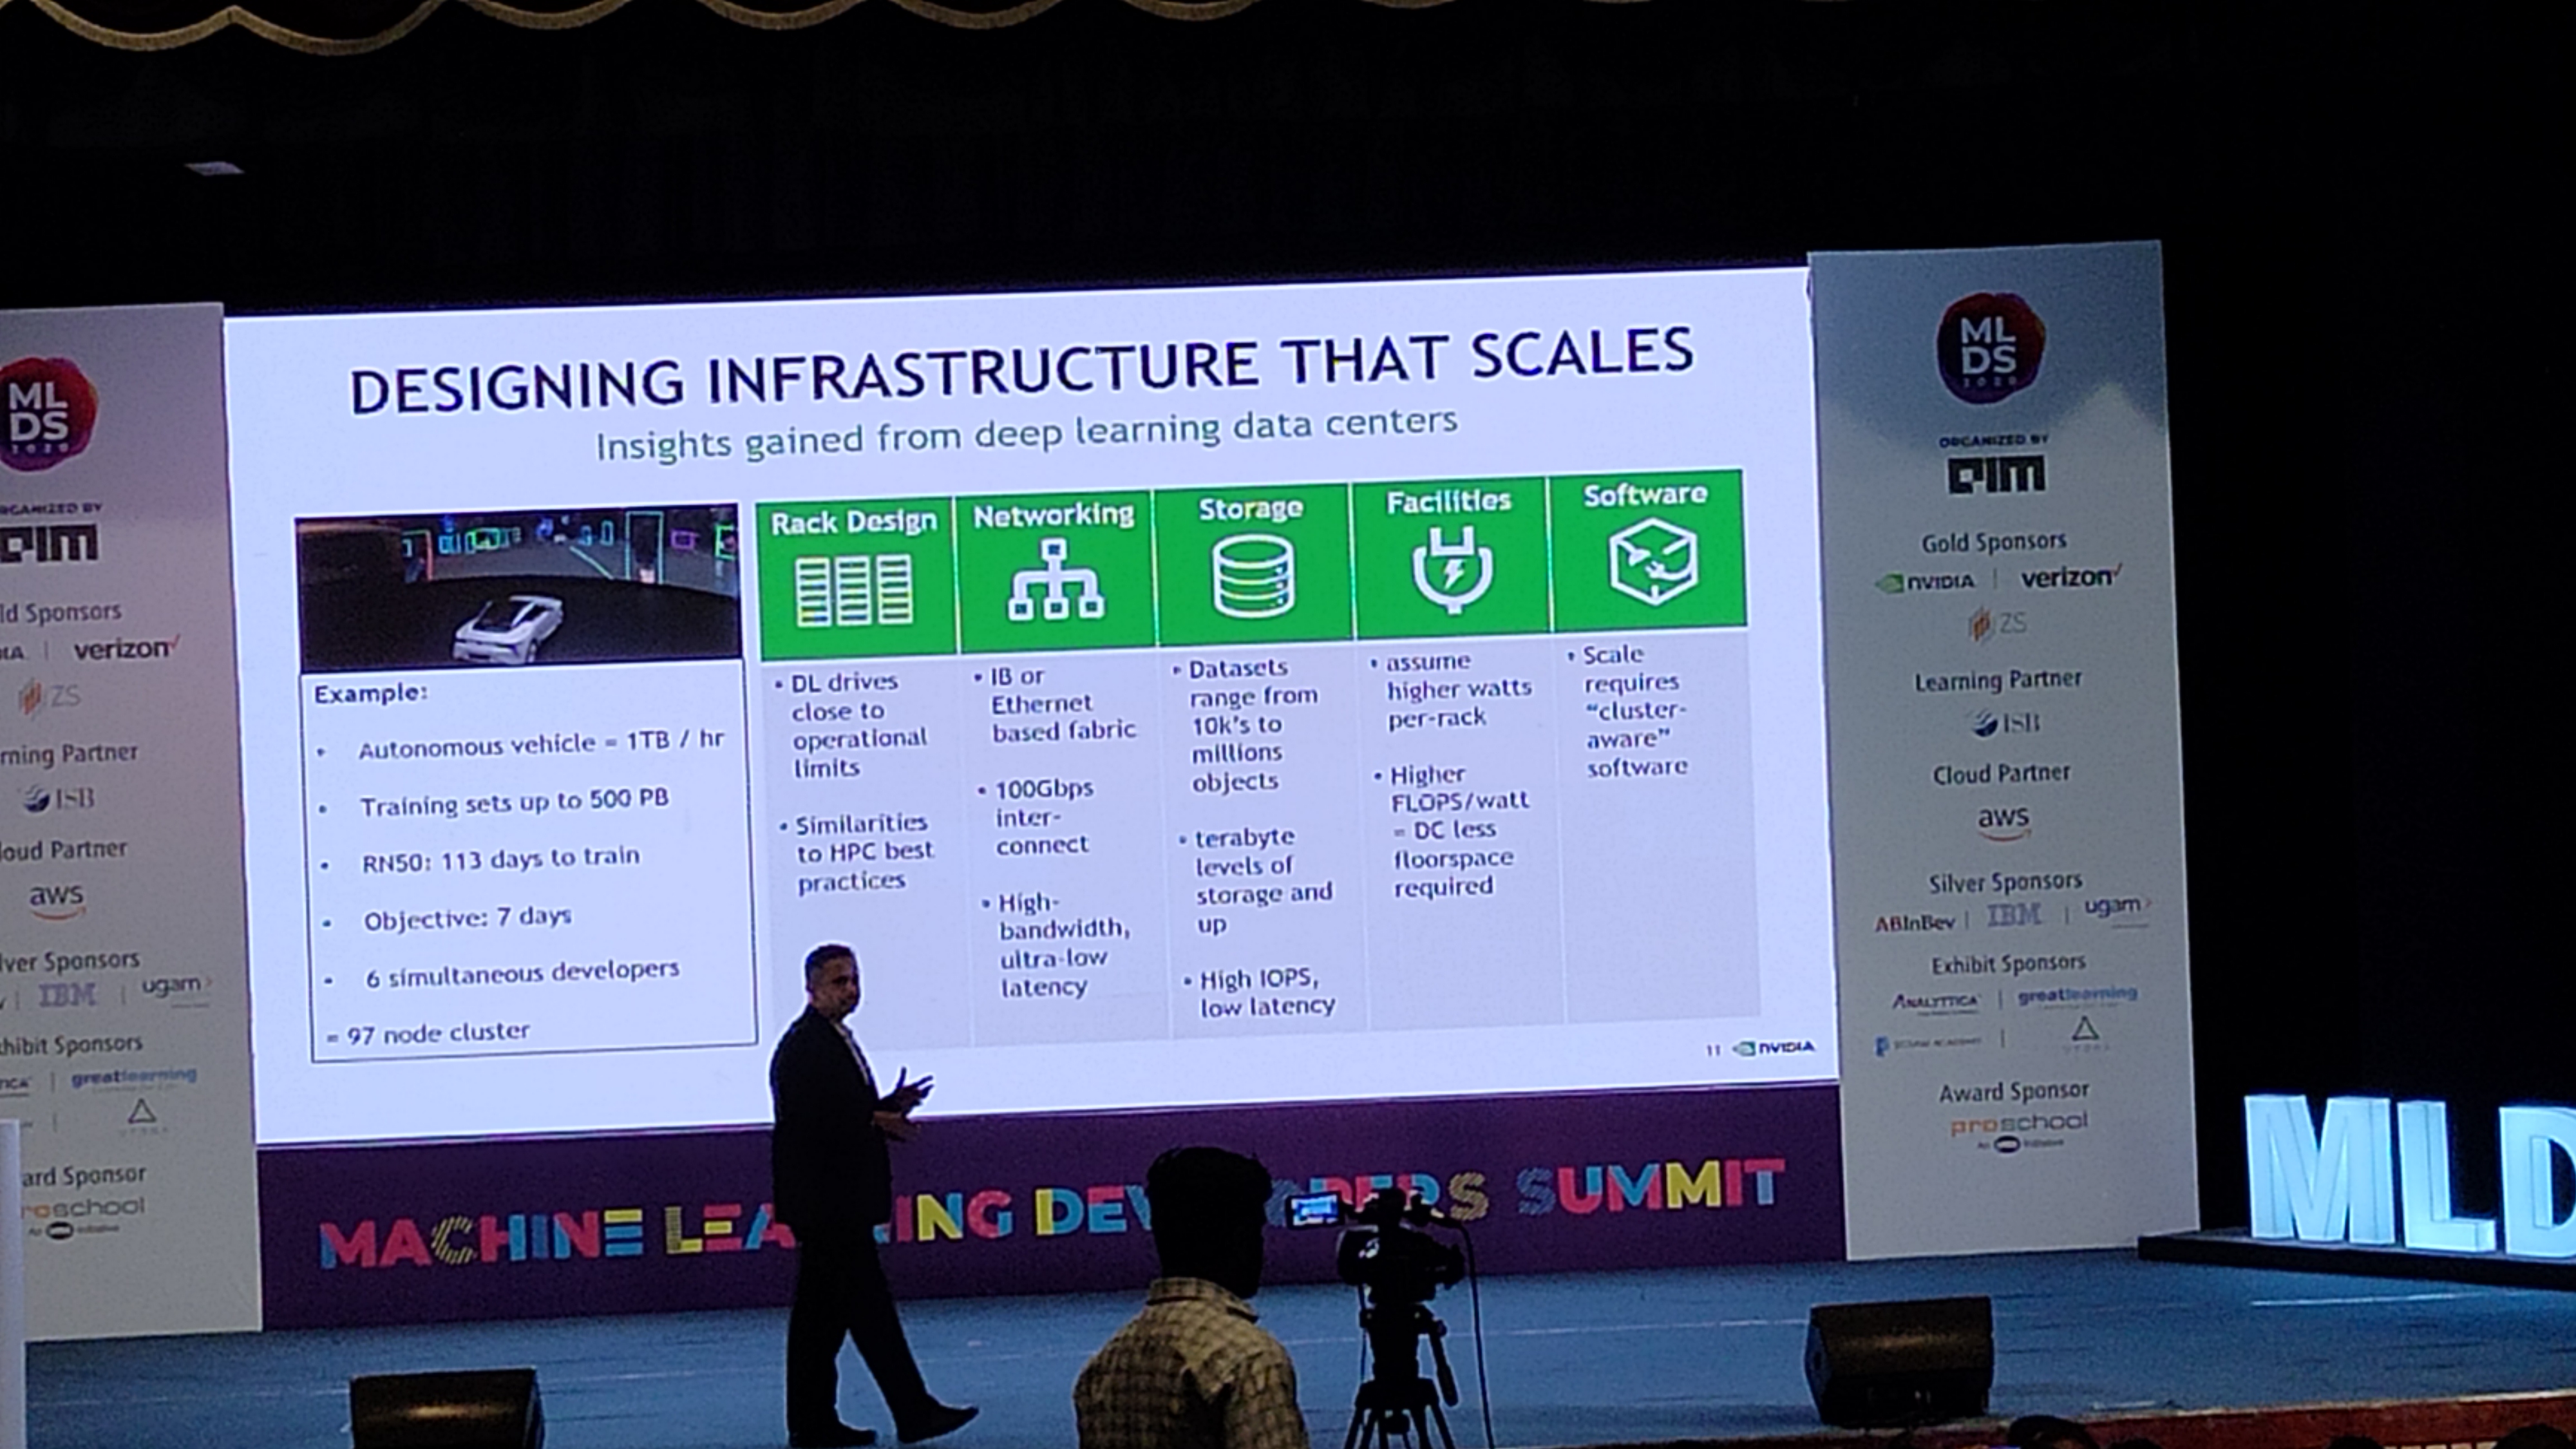 DESIGNING INFRASTRUCTURE THAT SCALES
Insights gained from deep learning data centers
Example:
• Autonomous vehicle = 1TB / hr
• Training sets up to 500 PB
• RN50: 113 days to train
• Objective: 7 days
• 6 simultaneous developers
= 97 node cluster
Rack Design
• DL drives
close to
operational
limits
• Similarities
to HPC best
practices
Networking
• IB or
Ethernet
based fabric
• 100Gbps
inter-
connect
• High-
bandwidth,
ultra-low
latency
Storage
• Datasets
range from
10k's to
millions
objects
• terabyte
levels of
storage and
up
• High IOPS,
low latency
Facilities
• assume
higher watts
per-rack
• Higher
FLOPS/watt
= DC less
floorspace
required
Software
• Scale
requires
“cluster-
aware”
software
11 NVIDIA
MACHINE LEA ING DEV PERS SUMMIT
ML
DS
2020
RGANIZED BY
AIM
ld Sponsors
IA | verizon
ZS
rning Partner
ISB
loud Partner
aws
lver Sponsors
IBM | ugam
hibit Sponsors
ICA | greatlearning
ard Sponsor
roschool
ML
DS
2020
ORGANIZED BY
AIM
Gold Sponsors
NVIDIA | verizon
ZS
Learning Partner
ISB
Cloud Partner
aws
Silver Sponsors
ABInBev | IBM | ugam
Exhibit Sponsors
ANALYTTICA | greatlearning
Award Sponsor
proschool
An Initiative
MLD